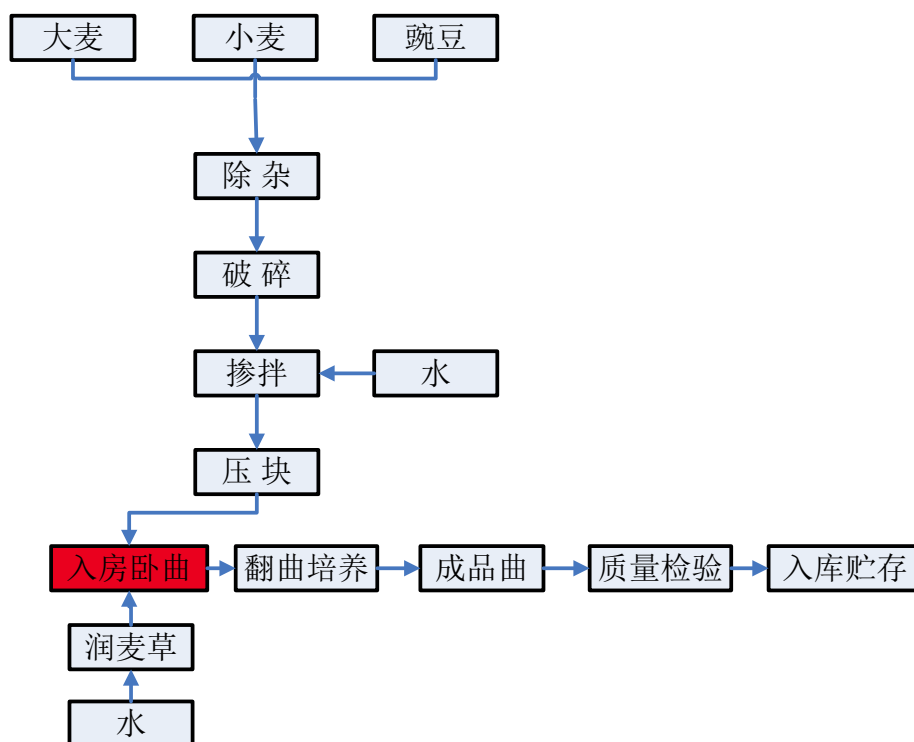 大麦
小麦
豌豆
除杂
破碎
掺拌
水
压块
入房卧曲
翻曲培养
成品曲
质量检验
入库贮存
润麦草
水